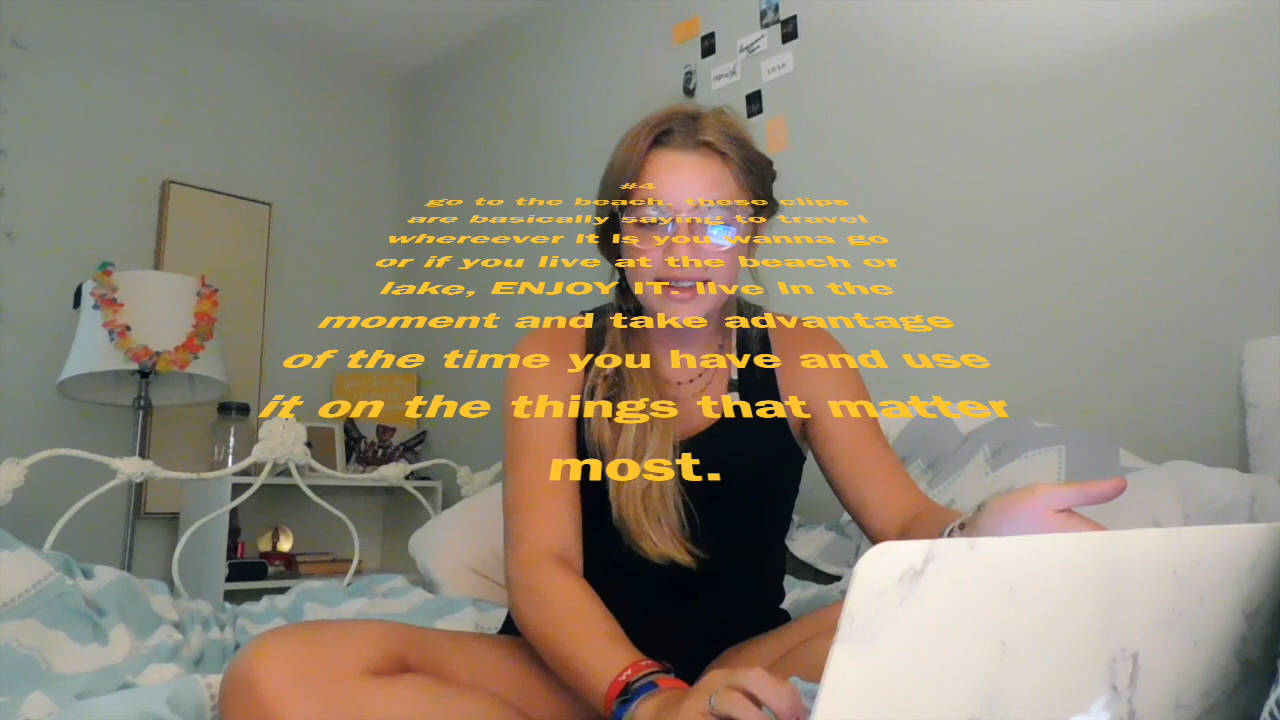 #4
go to the beach. these clips
are basically saying to travel
whereever it is you wanna go
or if you live at the beach or
lake, ENJOY IT. live in the
moment and take advantage
of the time you have and use
it on the things that matter
most.